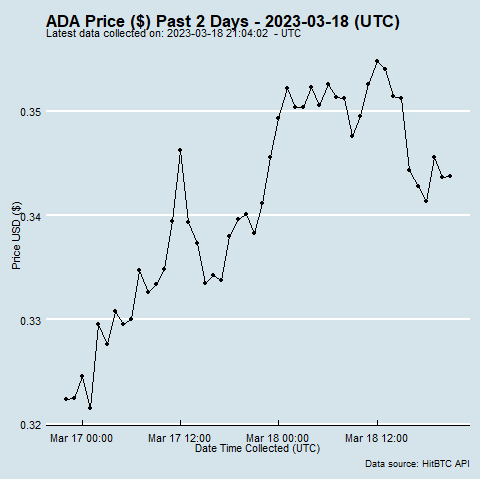 ADA Price ($) Past 2 Days - 2023-03-18 (UTC)
Latest data collected on: 2023-03-18 21:04:02 - UTC
0.35
0.34
0.33
0.32
Price USD ($)
Mar 17 00:00 Mar 17 12:00 Mar 18 00:00 Mar 18 12:00
Date Time Collected (UTC)
Data source: HitBTC API